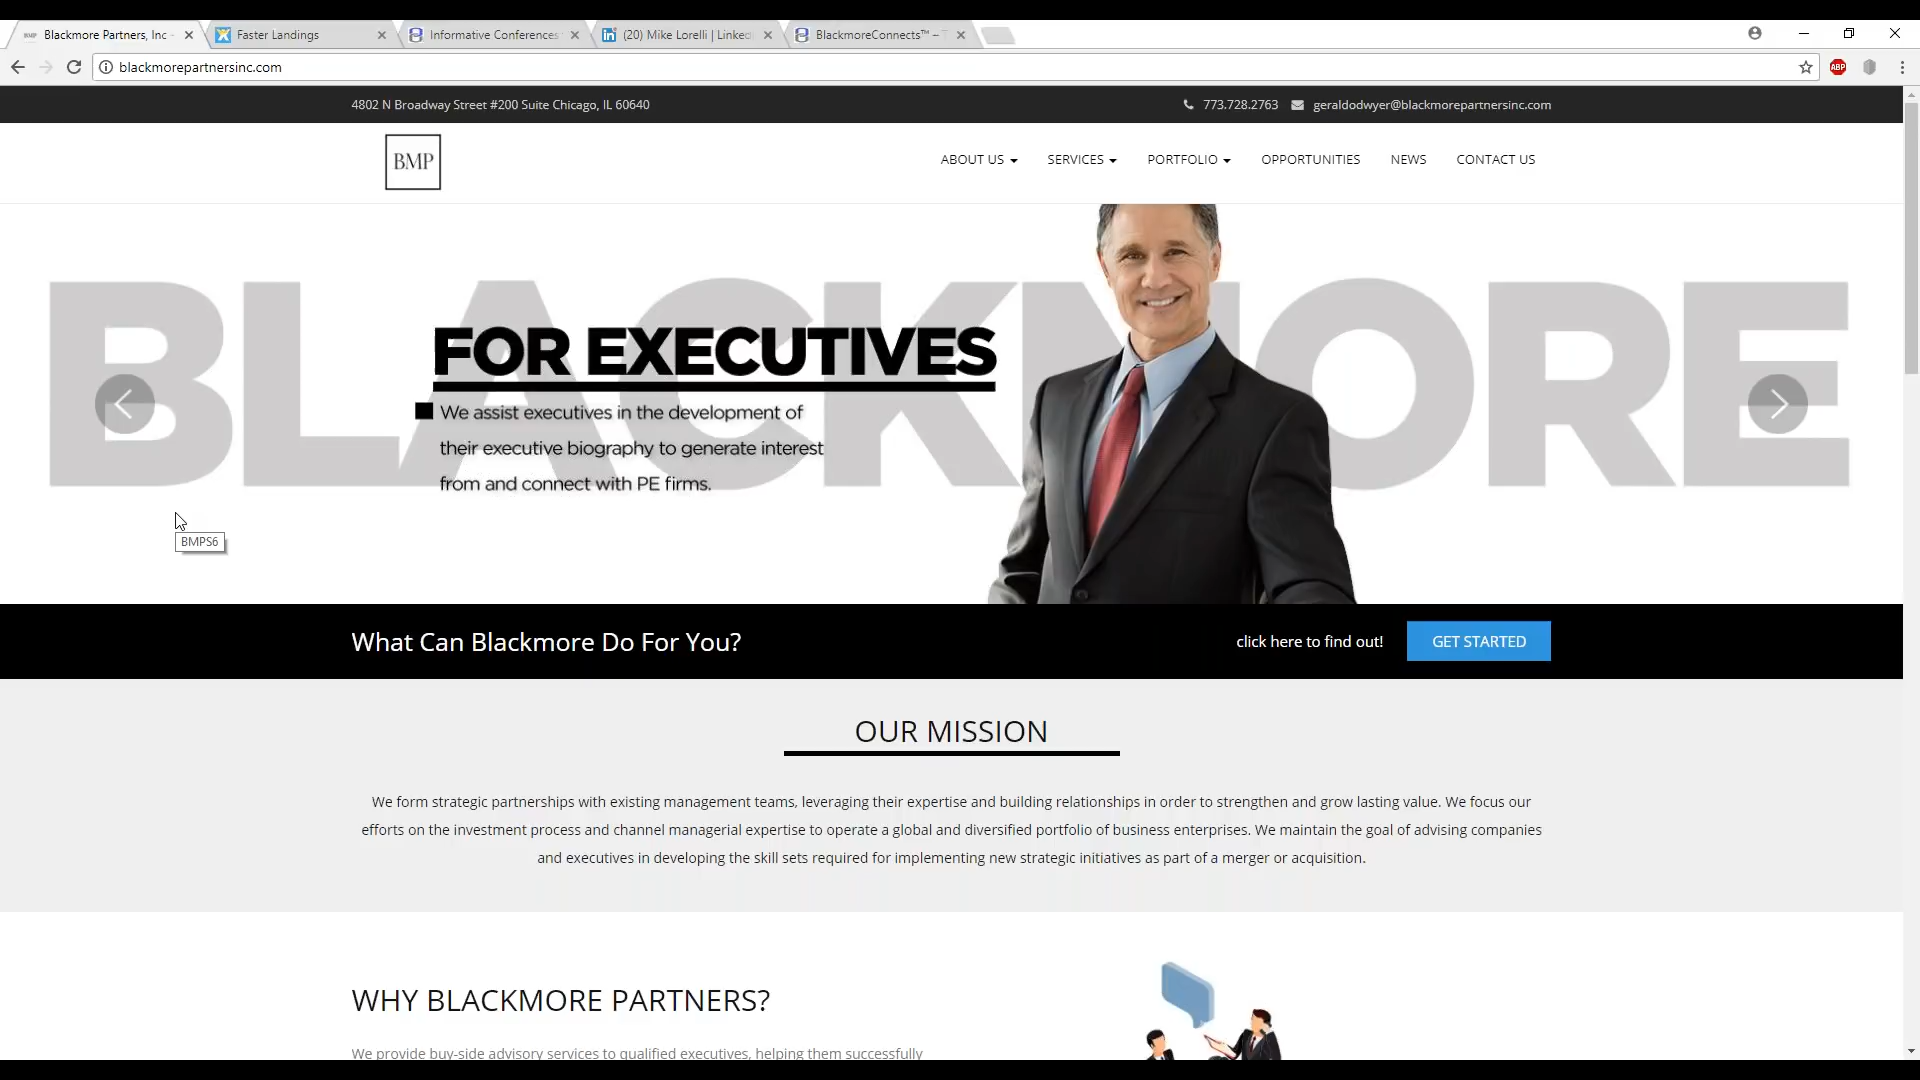 Blackmore Partners, Inc -
Faster Landings
Informative Conferences
(20) Mike Lorelli | Linked
BlackmoreConnects™ –
blackmorepartnersinc.com
ABP
4802 N Broadway Street #200 Suite Chicago, IL 60640
773.728.2763
geraldodwyer@blackmorepartnersinc.com
BMP
ABOUT US
SERVICES
PORTFOLIO
OPPORTUNITIES
NEWS
CONTACT US
BLACKMORE
FOR EXECUTIVES
We assist executives in the development of
their executive biography to generate interest
from and connect with PE firms.
BMPS6
What Can Blackmore Do For You?
click here to find out!
GET STARTED
OUR MISSION
We form strategic partnerships with existing management teams, leveraging their expertise and building relationships in order to strengthen and grow lasting value. We focus our
efforts on the investment process and channel managerial expertise to operate a global and diversified portfolio of business enterprises. We maintain the goal of advising companies
and executives in developing the skill sets required for implementing new strategic initiatives as part of a merger or acquisition.
WHY BLACKMORE PARTNERS?
We provide buy-side advisory services to qualified executives, helping them successfully